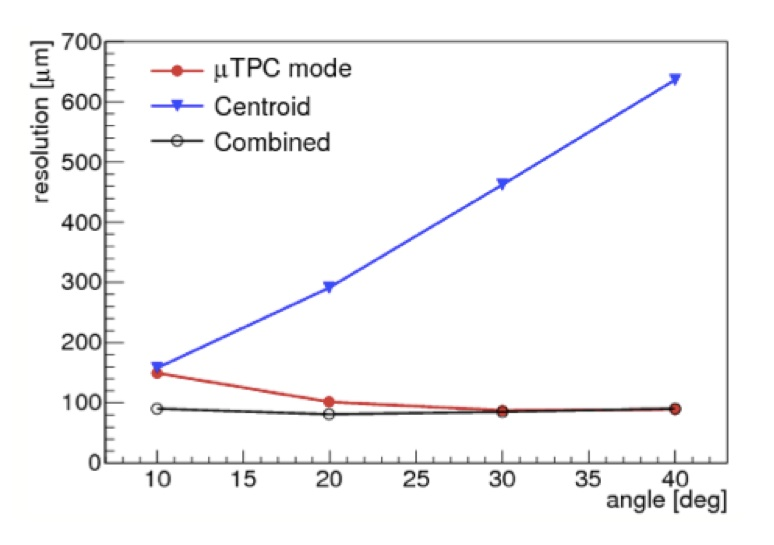 700
600
500
400
300
200
100
0
resolution [μm]
μTPC mode
Centroid
Combined
10 15 20 25 30 35 40
angle [deg]